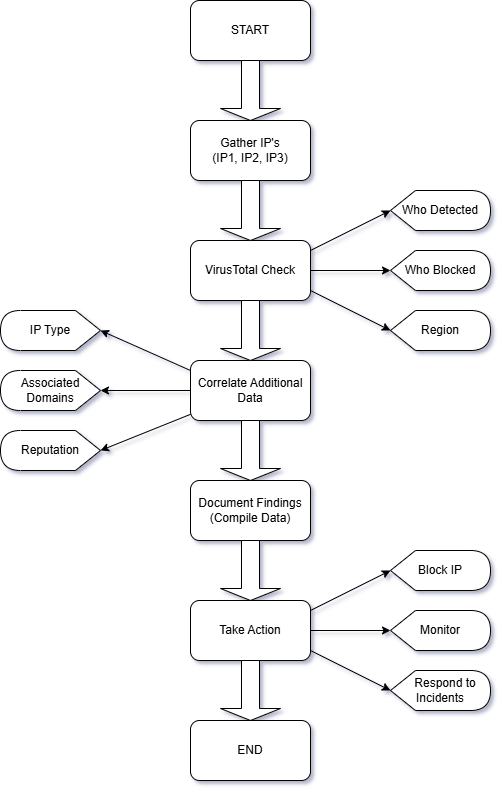 START
Gather IP's
(IP1, IP2, IP3)
Who Detected
VirusTotal Check
Who Blocked
Region
IP Type
Correlate Additional
Data
Associated
Domains
Reputation
Document Findings
(Compile Data)
Block IP
Take Action
Monitor
Respond to
Incidents
END